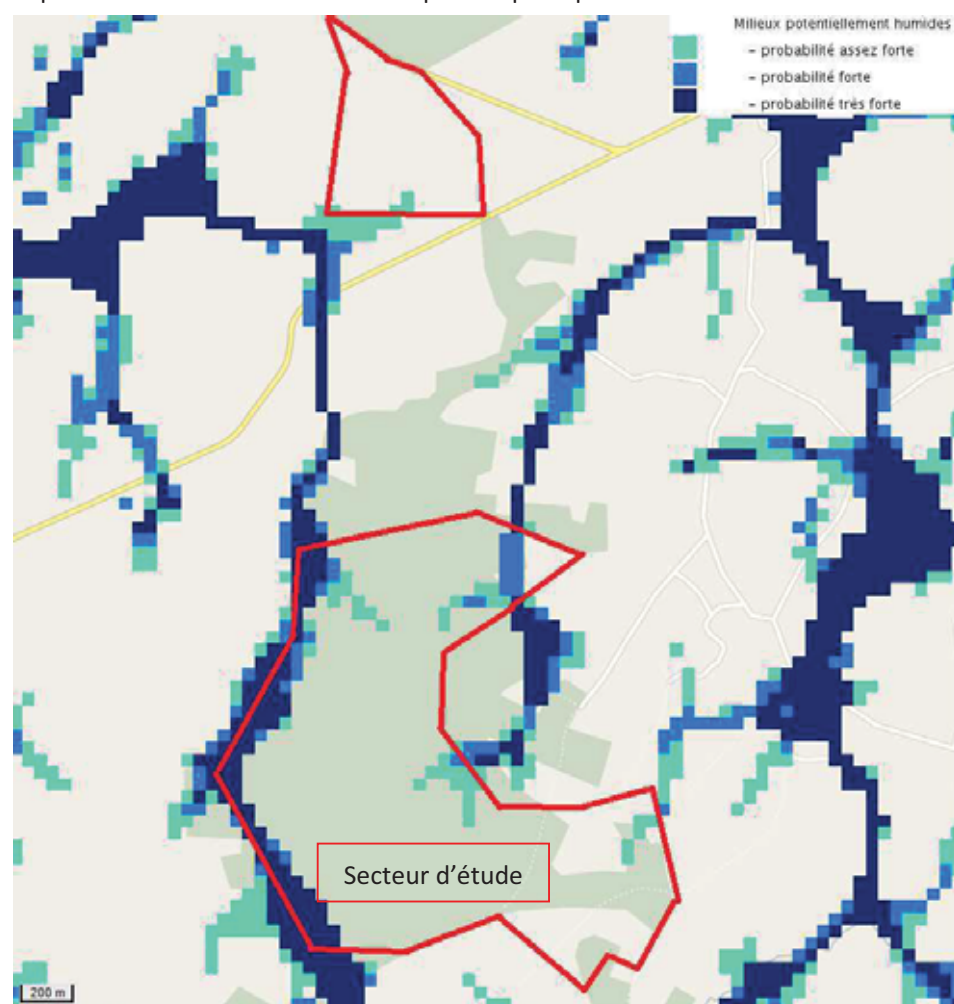 Milieux potentiellement humides
- probabilité assez forte
- probabilité forte
- probabilité très forte
Secteur d'étude
200 m